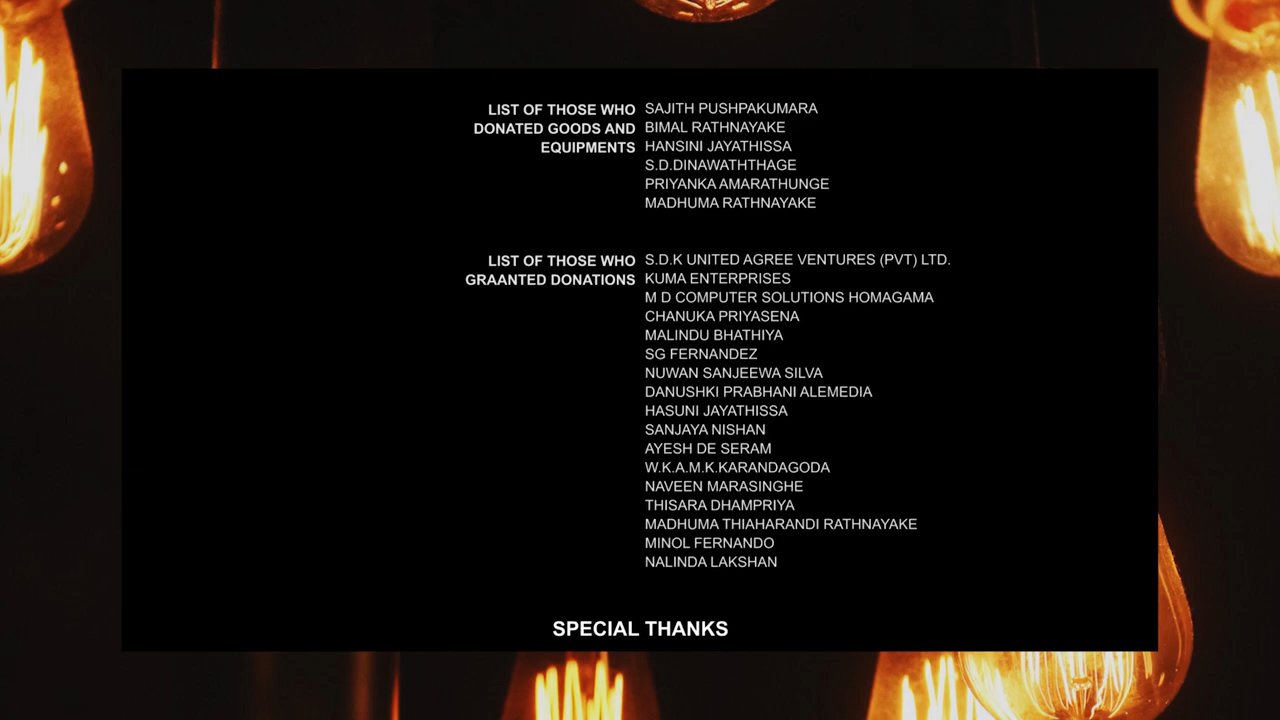 LIST OF THOSE WHO SAJITH PUSHPAKUMARA
DONATED GOODS AND BIMAL RATHNAYAKE
EQUIPMENTS HANSINI JAYATHISSA
S.D.DINAWATHTHAGE
PRIYANKA AMARATHUNGE
MADHUMA RATHNAYAKE
LIST OF THOSE WHO S.D.K UNITED AGREE VENTURES (PVT) LTD.
GRAANTED DONATIONS KUMA ENTERPRISES
M D COMPUTER SOLUTIONS HOMAGAMA
CHANUKA PRIYASENA
MALINDU BHATHIYA
SG FERNANDEZ
NUWAN SANJEEWA SILVA
DANUSHKI PRABHANI ALEMEDIA
HASUNI JAYATHISSA
SANJAYA NISHAN
AYESH DE SERAM
W.K.A.M.K.KARANDAGODA
NAVEEN MARASINGHE
THISARA DHAMPRIYA
MADHUMA THIAHARANDI RATHNAYAKE
MINOL FERNANDO
NALINDA LAKSHAN
SPECIAL THANKS